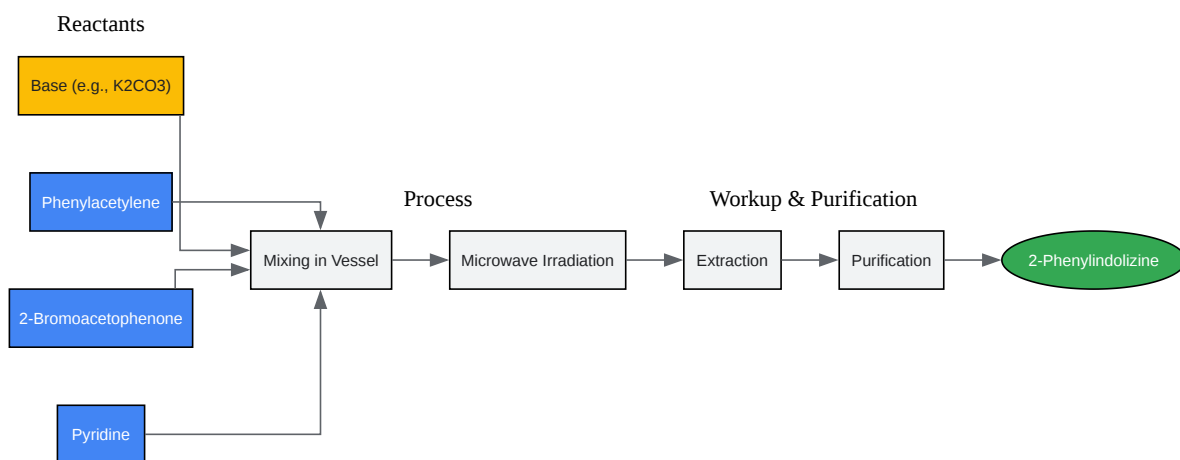 Reactants
Base (e.g., K2CO3)
Phenylacetylene
2-Bromoacetophenone
Pyridine
Process
Mixing in Vessel
Microwave Irradiation
Workup & Purification
Extraction
Purification
2-Phenylindolizine